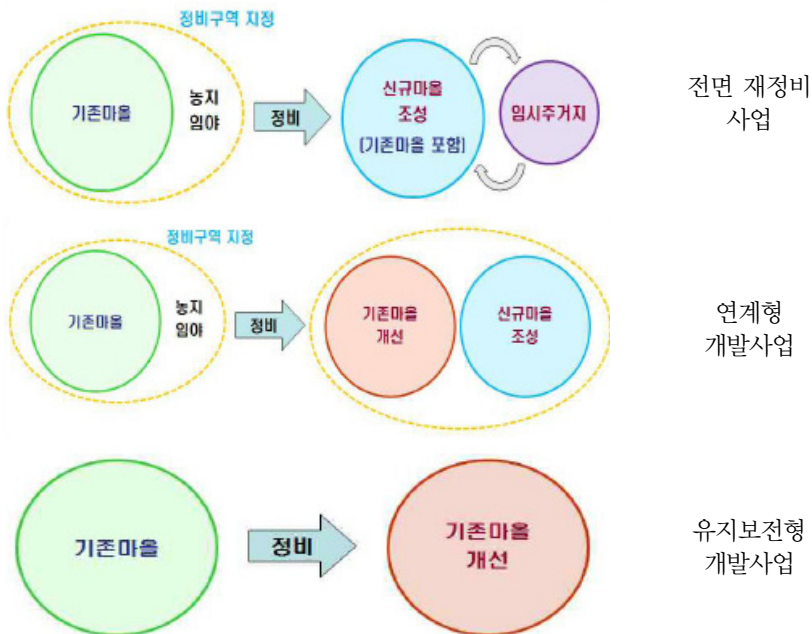 정비구역 지정
기존마을
농지
임야
정비
신규마을
조성
(기존마을 포함)
임시주거지
전면 재정비
사업
정비구역 지정
기존마을
농지
임야
정비
기존마을
개선
신규마을
조성
연계형
개발사업
기존마을
정비
기존마을
개선
유지보전형
개발사업